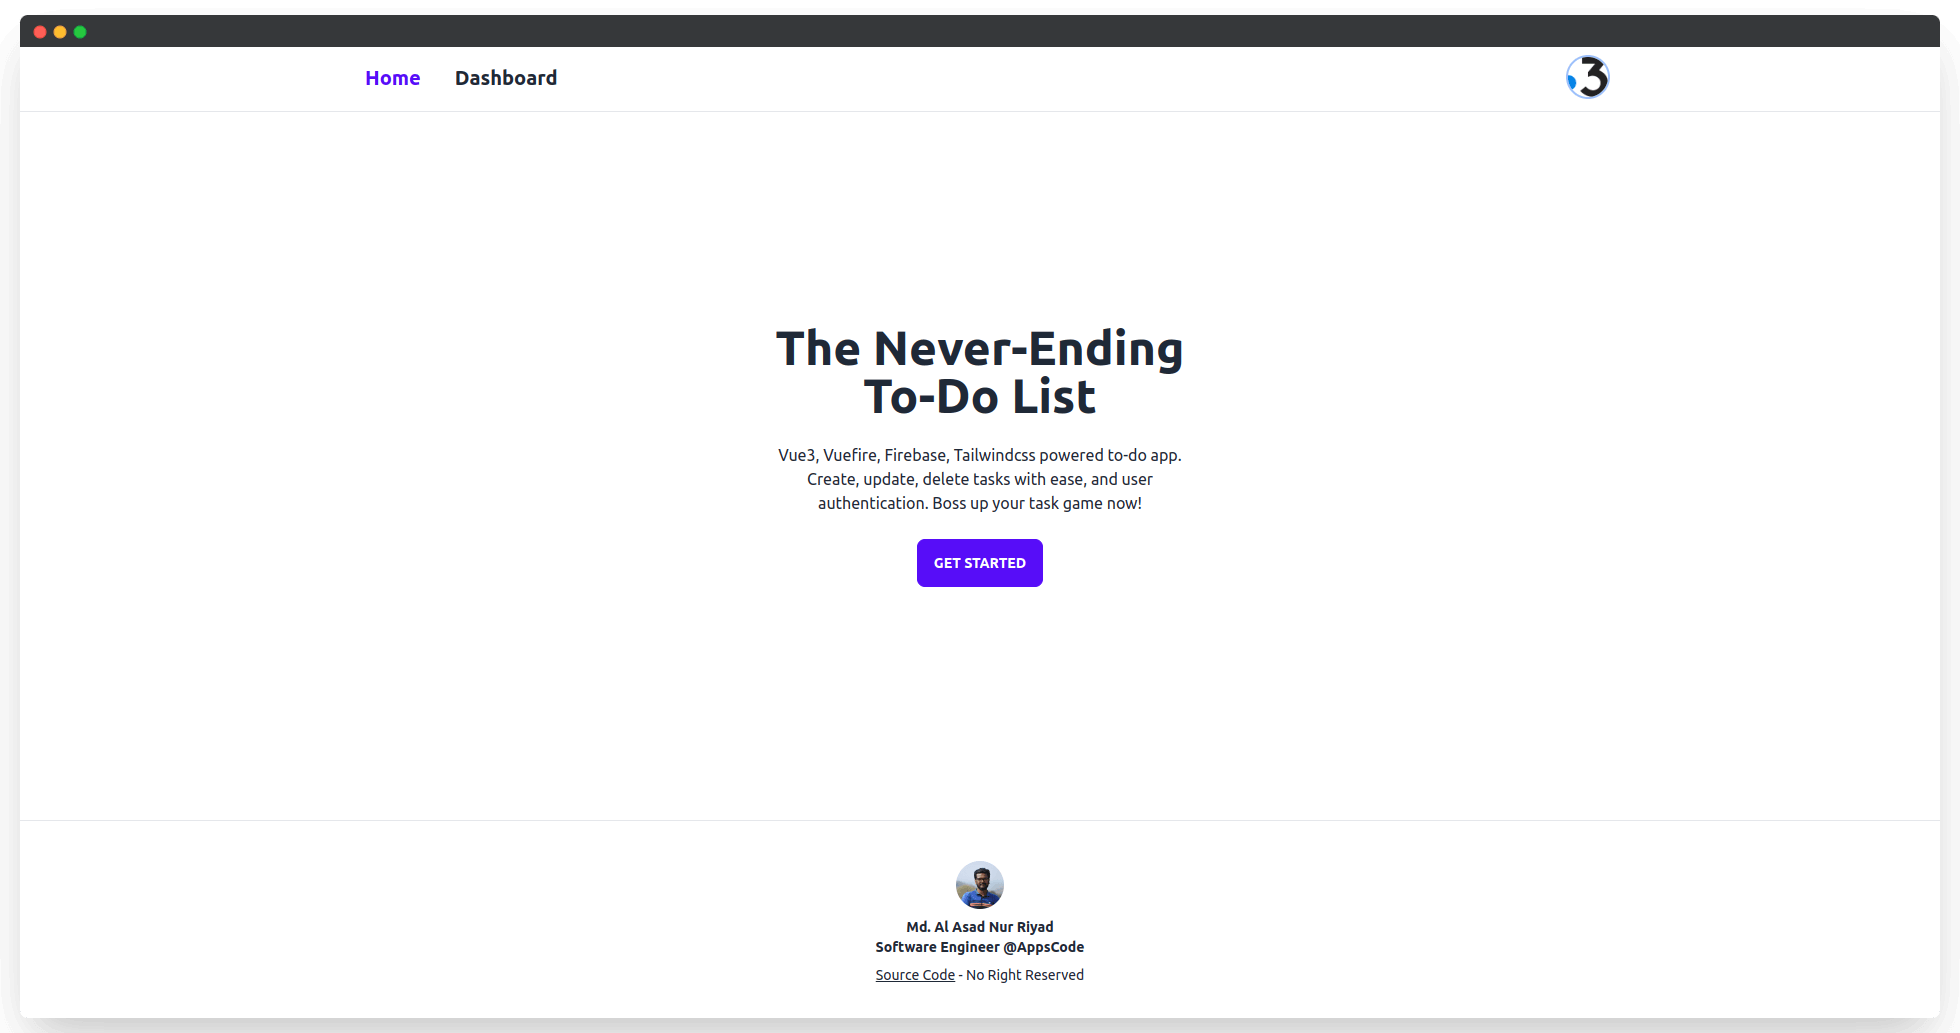 Home
Dashboard
3
The Never-Ending
To-Do List
Vue3, Vuefire, Firebase, Tailwindcss powered to-do app.
Create, update, delete tasks with ease, and user
authentication. Boss up your task game now!
GET STARTED
Md. Al Asad Nur Riyad
Software Engineer @AppsCode
Source Code - No Right Reserved